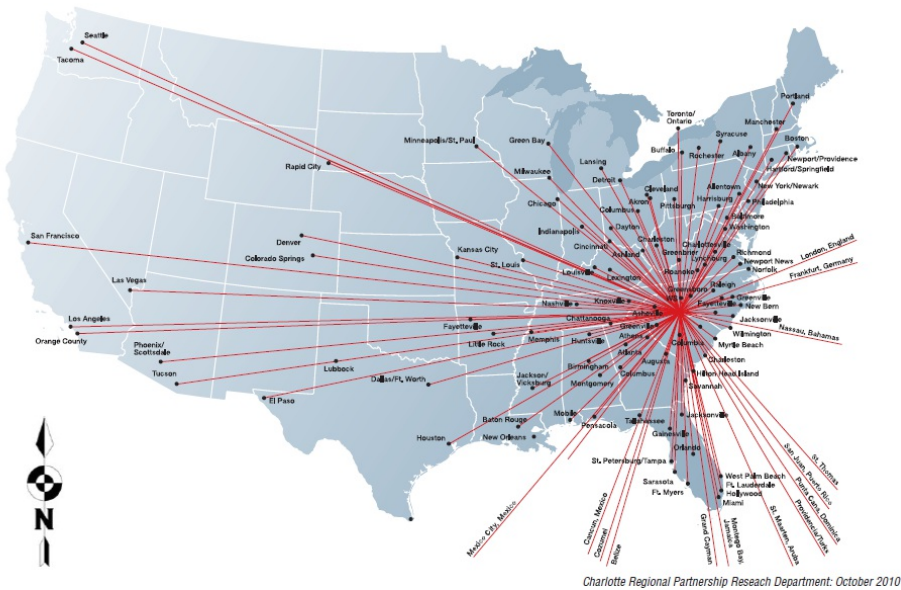 Seattle
Tacoma
Portland
Toronto/
Ontario
Manchester
Syracuse
Boston
Minneapolis/St. Paul
Green Bay
Buffalo
Rochester
Albany
Newport/Providence
Lansing
Hartford/Springfield
Rapid City
Milwaukee
Detroit
Cleveland
Allentown
New York/Newark
Chicago
Akron
Pittsburgh
Harrisburg
Philadelphia
Columbus
Baltimore
Indianapolis
Dayton
Washington
San Francisco
Denver
Cincinnati
Charleston
Charlottesville
London, England
Colorado Springs
Kansas City
Ashland
Greenbrier
Lynchburg
Richmond
St. Louis
Newport News
Frankfurt, Germany
Louisville
Lexington
Roanoke
Norfolk
Las Vegas
Greensboro
Raleigh
Nashville
Knoxville
Fayetteville
Greenville
Asheville
New Bern
Los Angeles
Fayetteville
Chattanooga
Greenville
Jacksonville
Nassau, Bahamas
Orange County
Little Rock
Memphis
Huntsville
Athens
Columbia
Wilmington
Phoenix/
Scottsdale
Atlanta
Myrtle Beach
Lubbock
Birmingham
Augusta
Charleston
Tucson
Dallas/Ft. Worth
Jackson/
Vicksburg
Montgomery
Columbus
Hilton Head Island
Savannah
El Paso
Baton Rouge
Mobile
Pensacola
Tallahassee
Jacksonville
Houston
New Orleans
Gainesville
Orlando
St. Petersburg/Tampa
Sarasota
Ft. Myers
West Palm Beach
Ft. Lauderdale
Hollywood
Miami
St. Thomas
San Juan, Puerto Rico
Punta Cana, Dominica
Providencia/Turks
St. Maarten, Aruba
Montego Bay,
Jamaica
Grand Cayman
Belize
Cozumel
Cancun, Mexico
Mexico City, Mexico
N
Charlotte Regional Partnership Reseach Department: October 2010